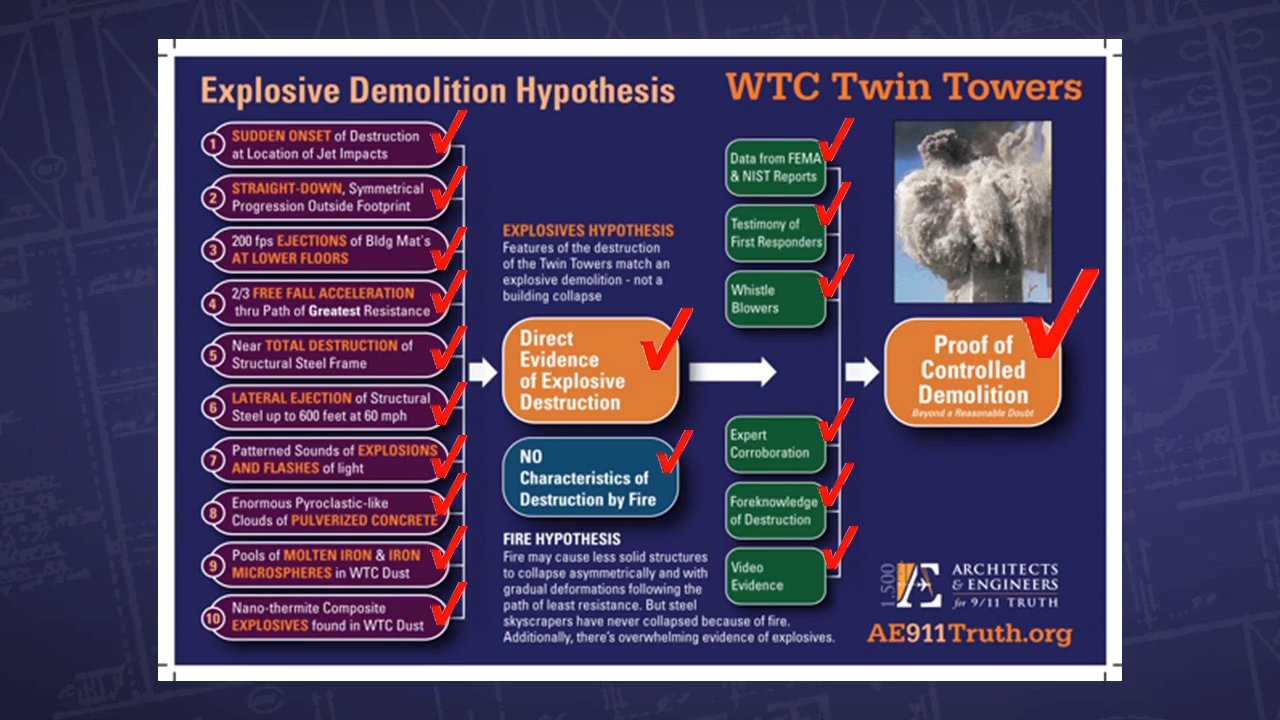 Explosive Demolition Hypothesis
WTC Twin Towers
1 SUDDEN ONSET of Destruction
at Location of Jet Impacts
2 STRAIGHT-DOWN, Symmetrical
Progression Outside Footprint
3 200 fps EJECTIONS of Bldg Mat's
AT LOWER FLOORS
4 2/3 FREE FALL ACCELERATION
thru Path of Greatest Resistance
5 Near TOTAL DESTRUCTION of
Structural Steel Frame
6 LATERAL EJECTION of Structural
Steel up to 600 feet at 60 mph
7 Patterned Sounds of EXPLOSIONS
AND FLASHES of light
8 Enormous Pyroclastic-like
Clouds of PULVERIZED CONCRETE
9 Pools of MOLTEN IRON & IRON
MICROSPHERES in WTC Dust
10 Nano-thermite Composite
EXPLOSIVES found in WTC Dust
EXPLOSIVES HYPOTHESIS
Features of the destruction
of the Twin Towers match an
explosive demolition - not a
building collapse
Direct
Evidence
of Explosive
Destruction
NO
Characteristics of
Destruction by Fire
FIRE HYPOTHESIS
Fire may cause less solid structures
to collapse asymmetrically and with
gradual deformations following the
path of least resistance. But steel
skyscrapers have never collapsed because of fire.
Additionally, there's overwhelming evidence of explosives.
Data from FEMA
& NIST Reports
Testimony of
First Responders
Whistle
Blowers
Expert
Corroboration
Foreknowledge
of Destruction
Video
Evidence
Proof of
Controlled
Demolition
Beyond a Reasonable Doubt
1,500
AE
ARCHITECTS
& ENGINEERS
for 9/11 TRUTH
AE911Truth.org